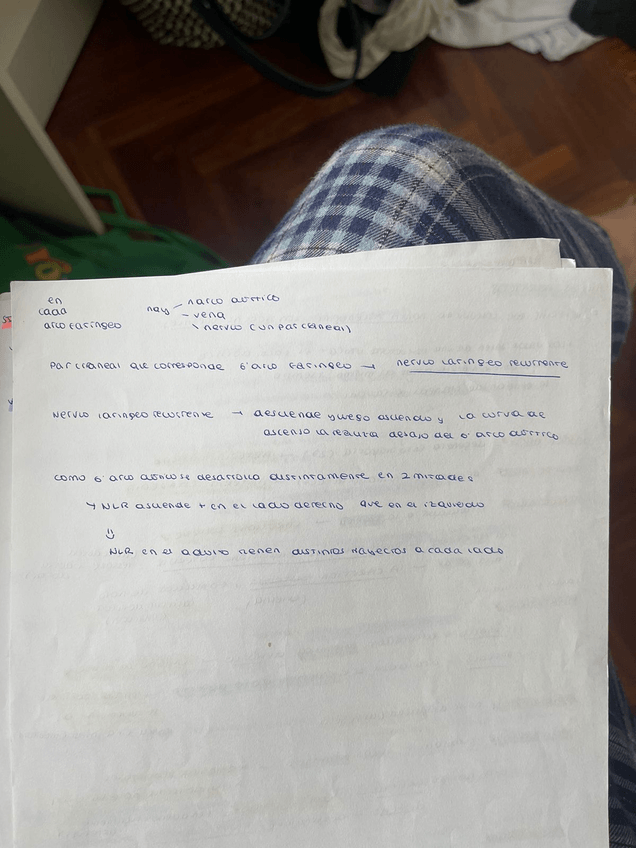 en
cada
arco faríngeo
hay - 1 arco aórtico
- vena
\ nervio (un par craneal)
Par craneal que corresponde 6º arco faríngeo → nervio laríngeo recurrente
Nervio laríngeo recurrente → desciende y luego asciende y la curva de
ascenso la realiza debajo del 6º arco aórtico
como 6º arco aórtico se desarrolla distintamente en 2 mitades
↳ NLR asciende + en el lado derecho que en el izquierdo
⇓
NLR en el adulto tienen distintos trayectos a cada lado